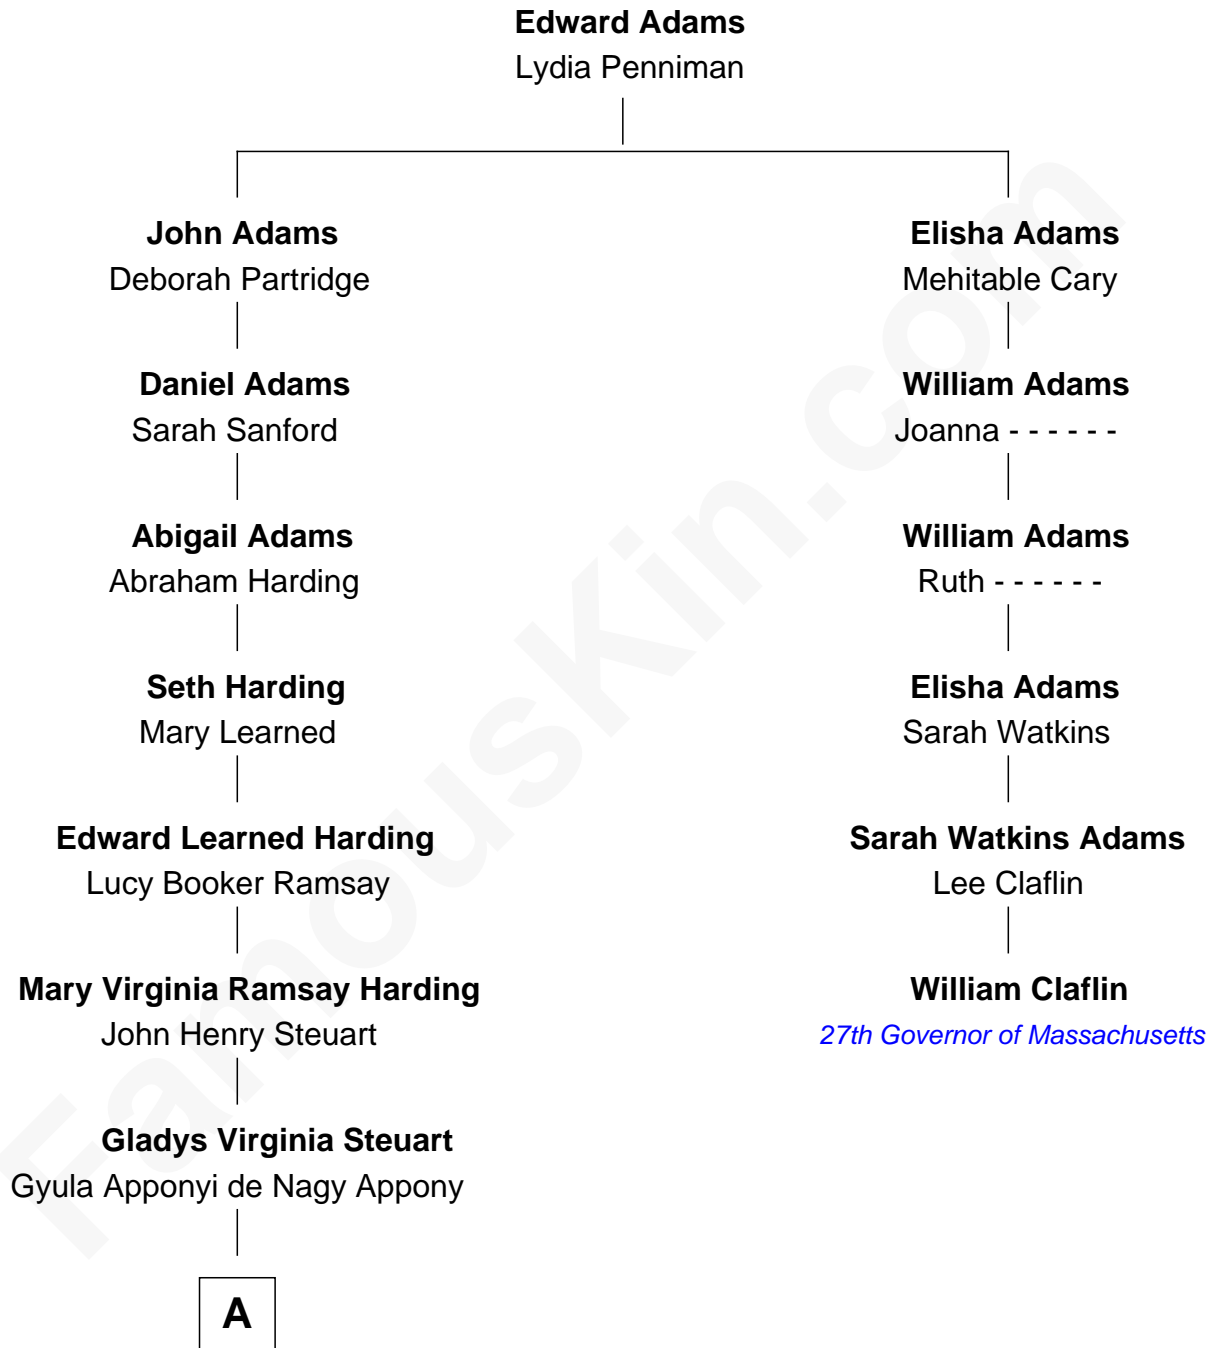 Edward Adams
Lydia Penniman
John Adams
Deborah Partridge
Elisha Adams
Mehitable Cary
Daniel Adams
Sarah Sanford
William Adams
Joanna - - - - - -
Abigail Adams
Abraham Harding
William Adams
Ruth - - - - - -
Seth Harding
Mary Learned
Elisha Adams
Sarah Watkins
Edward Learned Harding
Lucy Booker Ramsay
Sarah Watkins Adams
Lee Claflin
Mary Virginia Ramsay Harding
John Henry Steuart
William Claflin
27th Governor of Massachusetts
Gladys Virginia Steuart
Gyula Apponyi de Nagy Appony
A
FamousKin.com